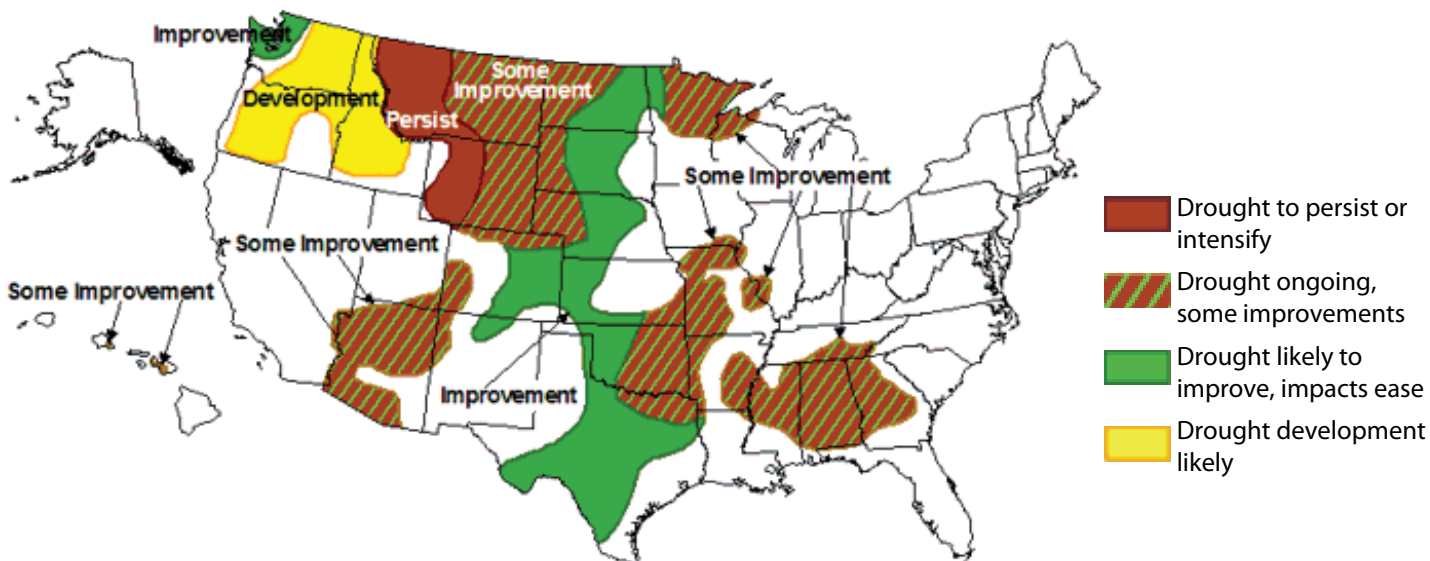 Improvement
Development
Persist
Some
Improvement
Some Improvement
Some Improvement
Some Improvement
Improvement
Drought to persist or
intensify
Drought ongoing,
some improvements
Drought likely to
improve, impacts ease
Drought development
likely